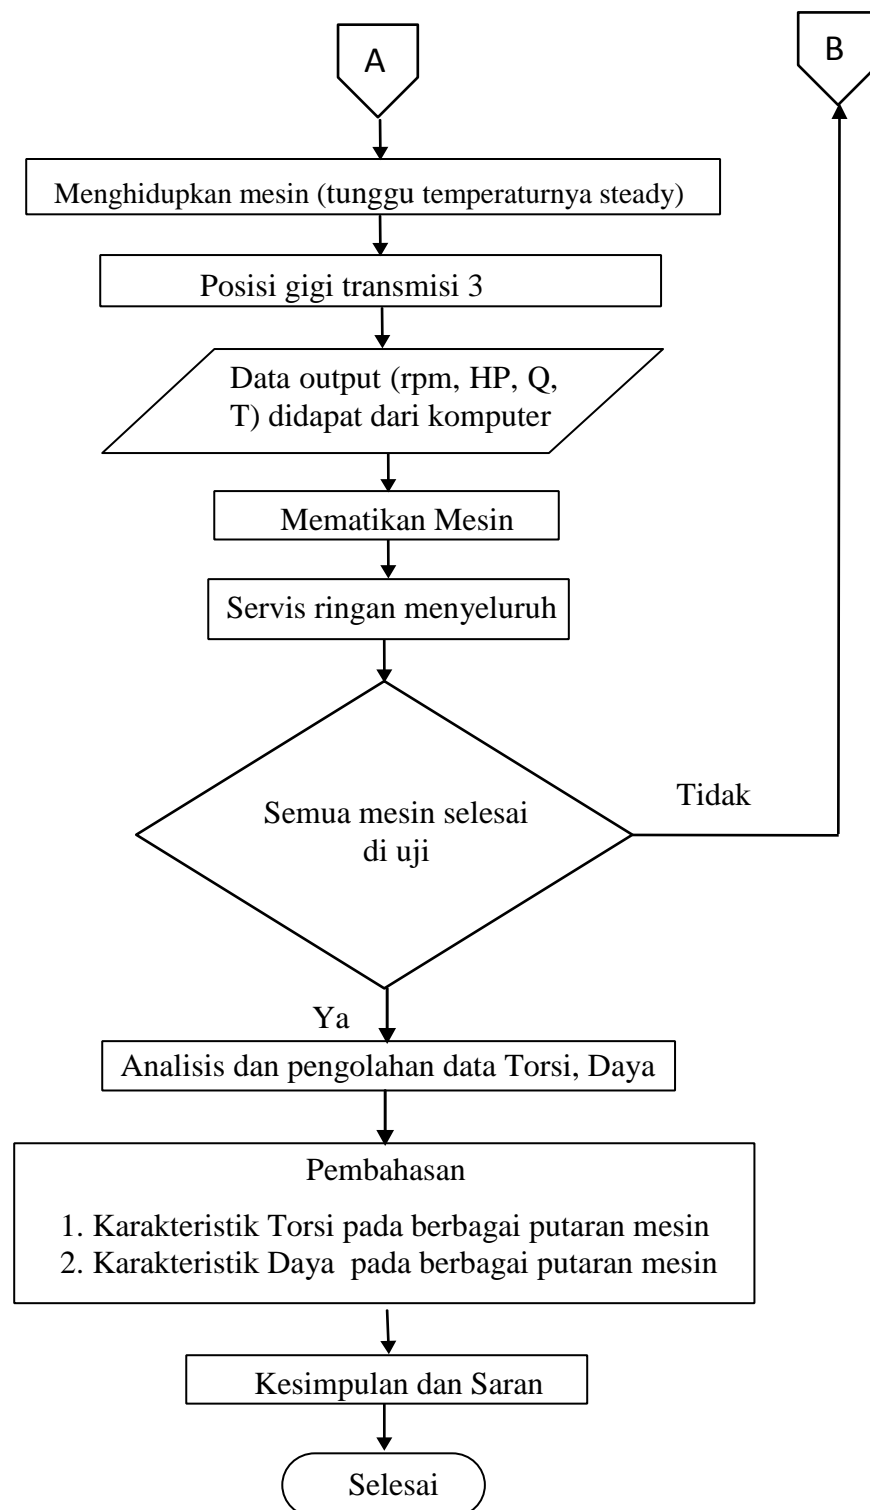 A
B
Menghidupkan mesin (tunggu temperaturnya steady)
Posisi gigi transmisi 3
Data output (rpm, HP, Q,
T) didapat dari komputer
Mematikan Mesin
Servis ringan menyeluruh
Tidak
Semua mesin selesai
di uji
Ya
Analisis dan pengolahan data Torsi, Daya
Pembahasan
1. Karakteristik Torsi pada berbagai putaran mesin
2. Karakteristik Daya pada berbagai putaran mesin
Kesimpulan dan Saran
Selesai